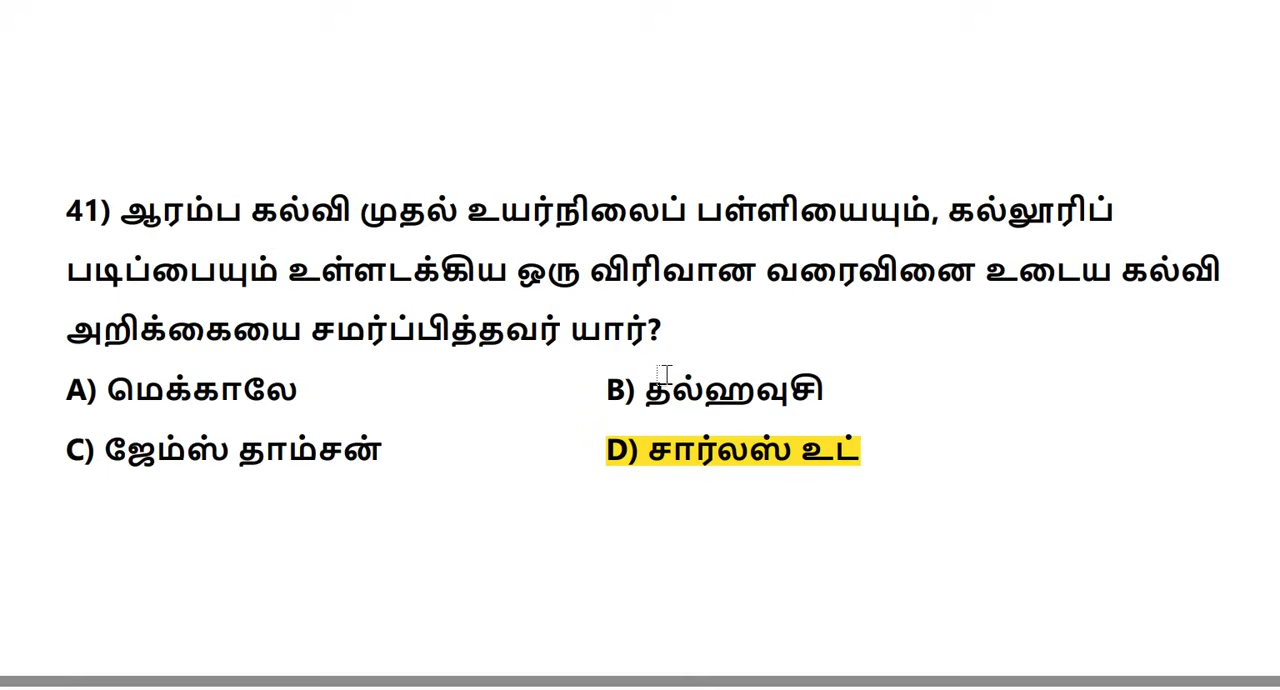 41) ஆரம்ப கல்வி முதல் உயர்நிலைப் பள்ளியையும், கல்லூரிப்
படிப்பையும் உள்ளடக்கிய ஒரு விரிவான வரைவினை உடைய கல்வி
அறிக்கையை சமர்ப்பித்தவர் யார்?
A) மெக்காலே B) தல்ஹவுசி
C) ஜேம்ஸ் தாம்சன் D) சார்லஸ் உட்